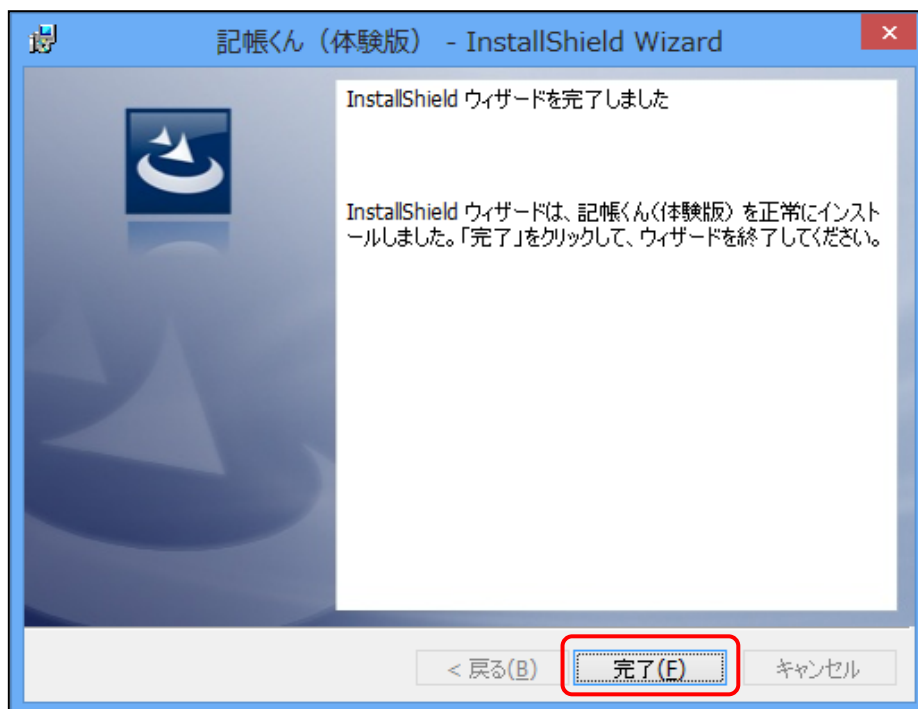 記帳くん（体験版） - InstallShield Wizard
InstallShield ウィザードを完了しました
InstallShield ウィザードは、記帳くん（体験版） を正常にインスト
ールしました。「完了」をクリックして、ウィザードを終了してください。
< 戻る(B)
完了(F)
キャンセル